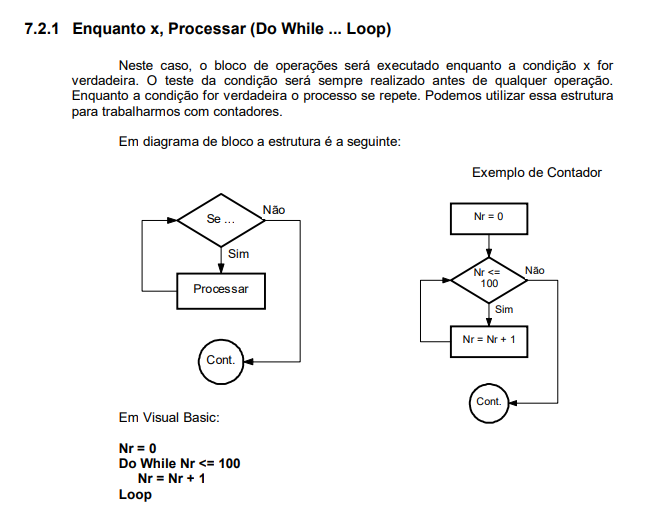 7.2.1 Enquanto x, Processar (Do While ... Loop)
Neste caso, o bloco de operações será executado enquanto a condição x for
verdadeira. O teste da condição será sempre realizado antes de qualquer operação.
Enquanto a condição for verdadeira o processo se repete. Podemos utilizar essa estrutura
para trabalharmos com contadores.
Em diagrama de bloco a estrutura é a seguinte:
Exemplo de Contador
Se ...
Não
Sim
Processar
Cont.
Nr = 0
Nr <=
100
Não
Sim
Nr = Nr + 1
Cont.
Em Visual Basic:
Nr = 0
Do While Nr <= 100
Nr = Nr + 1
Loop